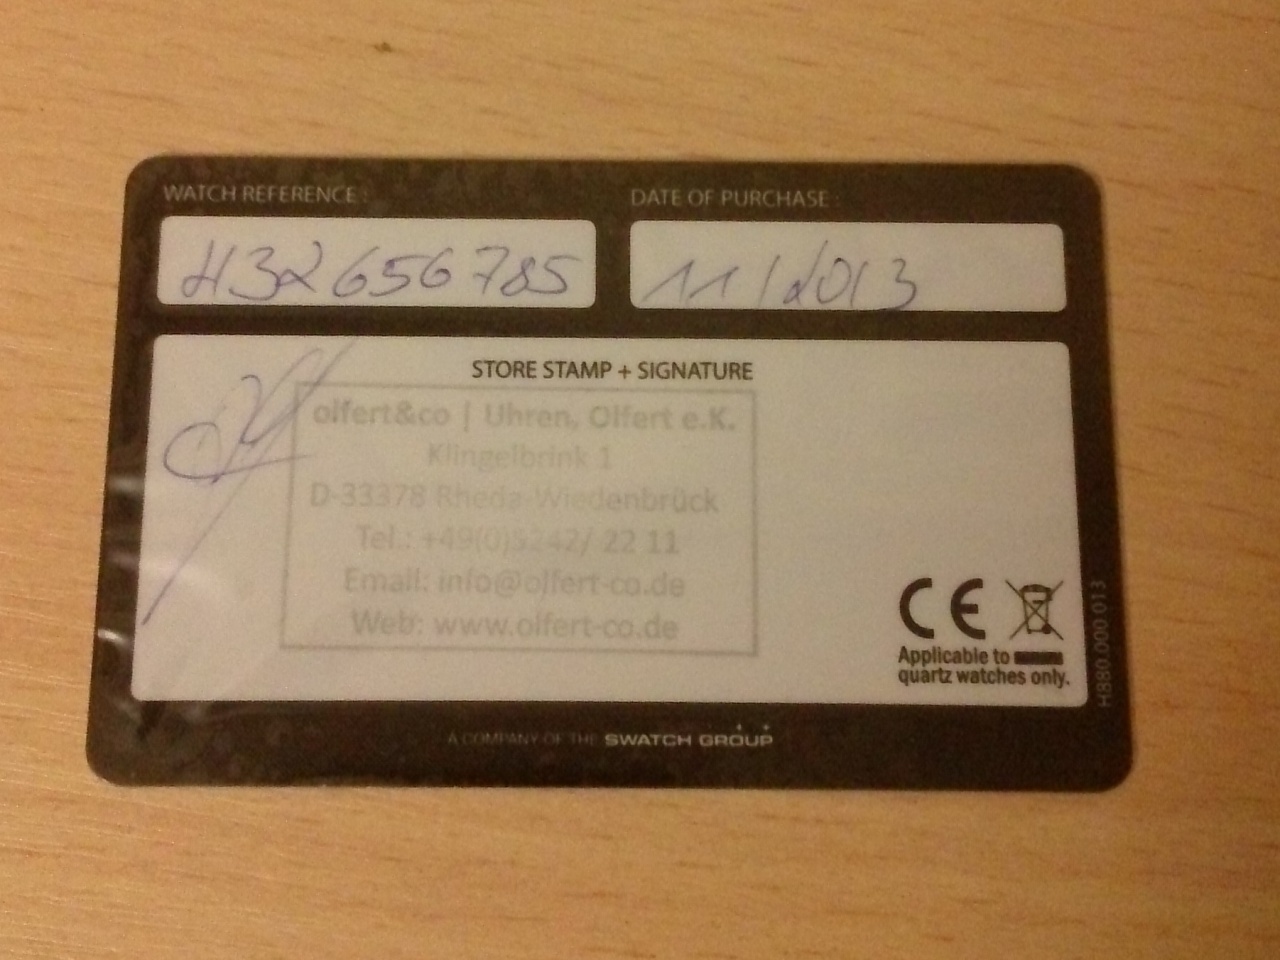 WATCH REFERENCE :
DATE OF PURCHASE :
H32656785
11/2013
STORE STAMP + SIGNATURE
olfert&co | Uhren, Olfert e.K.
Klingelbrink 1
D-33378 Rheda-Wiedenbrück
Tel.: +49(0)5242/ 22 11
Email: info@olfert-co.de
Web: www.olfert-co.de
CE
Applicable to
quartz watches only.
H880.000.013
A COMPANY OF THE SWATCH GROUP